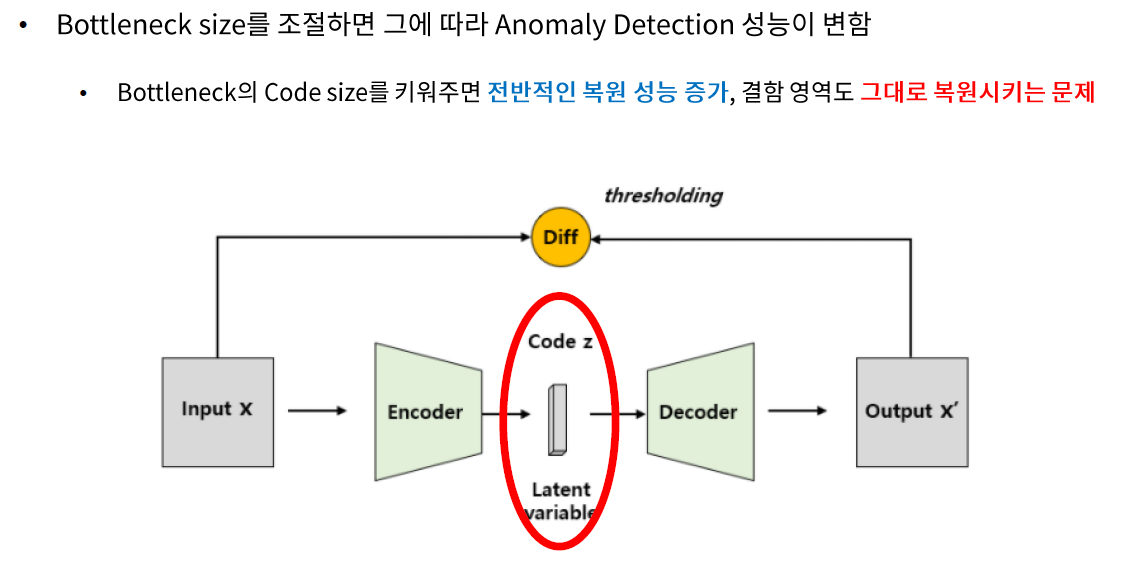 • Bottleneck size를 조절하면 그에 따라 Anomaly Detection 성능이 변함
• Bottleneck의 Code size를 키워주면 전반적인 복원 성능 증가, 결함 영역도 그대로 복원시키는 문제
thresholding
Diff
Code z
Input X
Encoder
Decoder
Output X′
Latent
variable